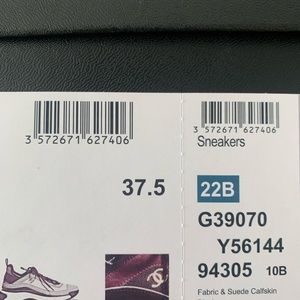 3 572671 627406
37.5
3 572671 627406
Sneakers
22B
G39070
Y56144
94305 10B
Fabric & Suede Calfskin